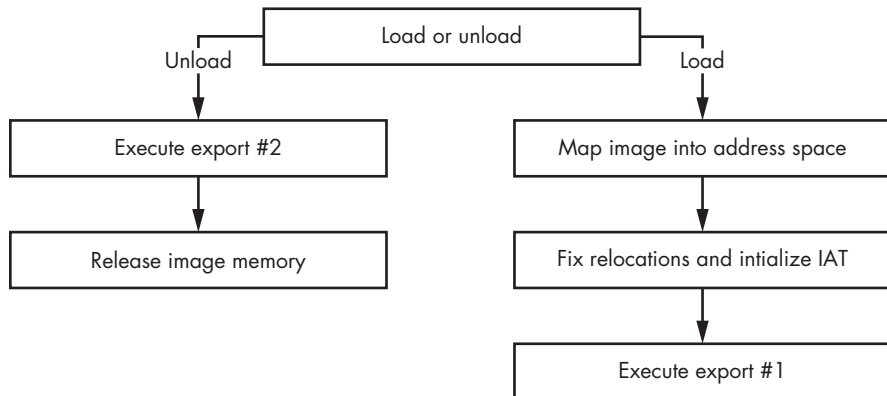 Load or unload
Unload
Load
Execute export #2
Map image into address space
Release image memory
Fix relocations and intialize IAT
Execute export #1